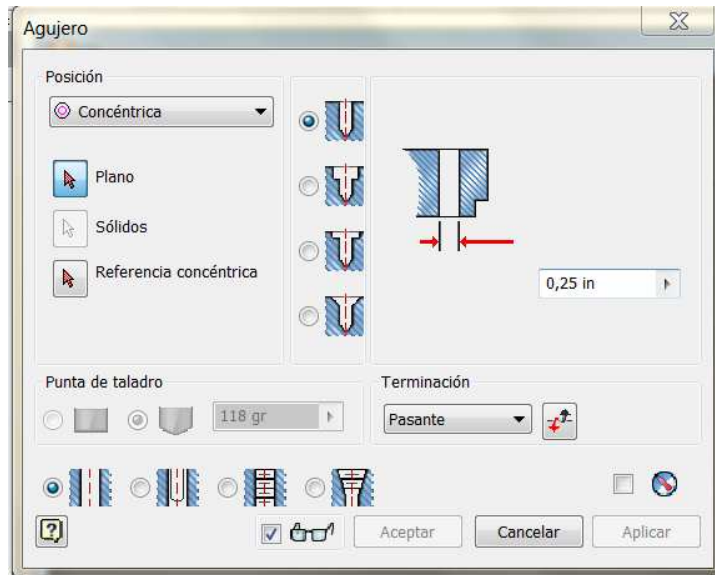 Agujero
Posición
Concéntrica
Plano
Sólidos
Referencia concéntrica
0,25 in
Punta de taladro
118 gr
Terminación
Pasante
?
Aceptar
Cancelar
Aplicar